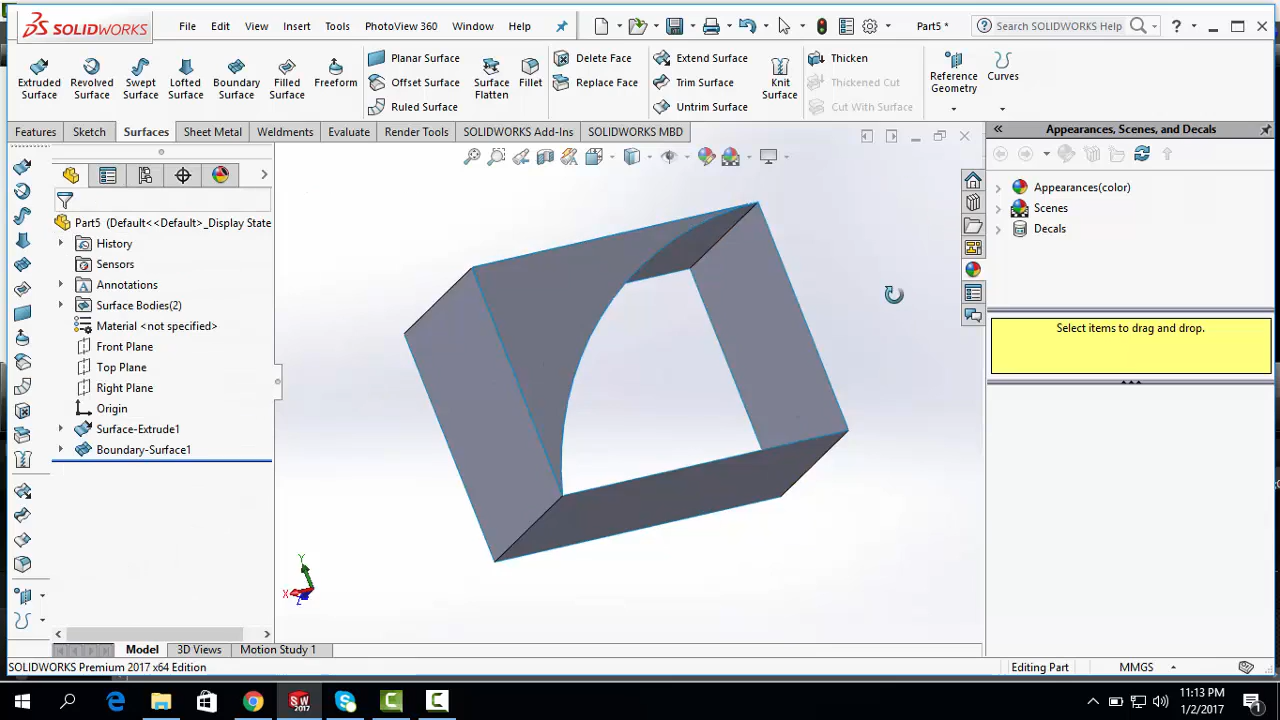 SOLIDWORKS File Edit View Insert Tools PhotoView 360 Window Help Part5 * Search SOLIDWORKS Help ?
Extruded Surface
Revolved Surface
Swept Surface
Lofted Surface
Boundary Surface
Filled Surface
Freeform
Planar Surface
Offset Surface
Ruled Surface
Surface Flatten
Fillet
Delete Face
Replace Face
Extend Surface
Trim Surface
Untrim Surface
Knit Surface
Thicken
Thickened Cut
Cut With Surface
Reference Geometry
Curves
Features Sketch Surfaces Sheet Metal Weldments Evaluate Render Tools SOLIDWORKS Add-Ins SOLIDWORKS MBD
Part5 (Default<<Default>_Display State
History
Sensors
Annotations
Surface Bodies(2)
Material <not specified>
Front Plane
Top Plane
Right Plane
Origin
Surface-Extrude1
Boundary-Surface1
Y
X
Z
Appearances, Scenes, and Decals
Appearances(color)
Scenes
Decals
Select items to drag and drop.
Model 3D Views Motion Study 1
SOLIDWORKS Premium 2017 x64 Edition Editing Part MMGS
SW 2017
11:13 PM
1/2/2017
1